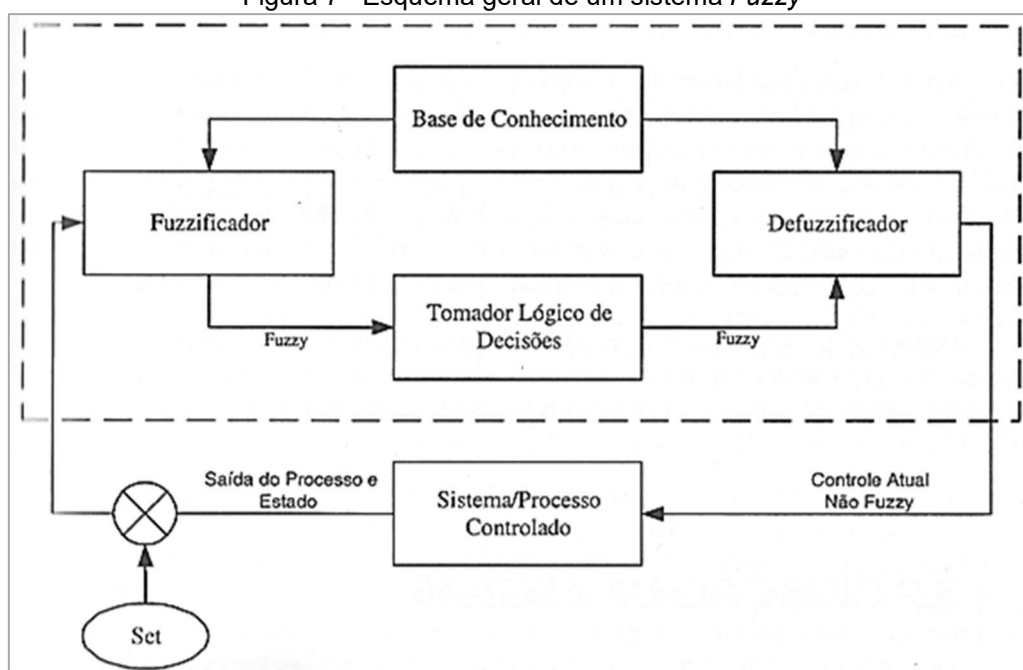 Figura 7 - Esquema geral de um sistema Fuzzy
Base de Conhecimento
Fuzzificador
Defuzzificador
Fuzzy
Tomador Lógico de
Decisões
Fuzzy
Saída do Processo e
Estado
Sistema/Processo
Controlado
Controle Atual
Não Fuzzy
Set